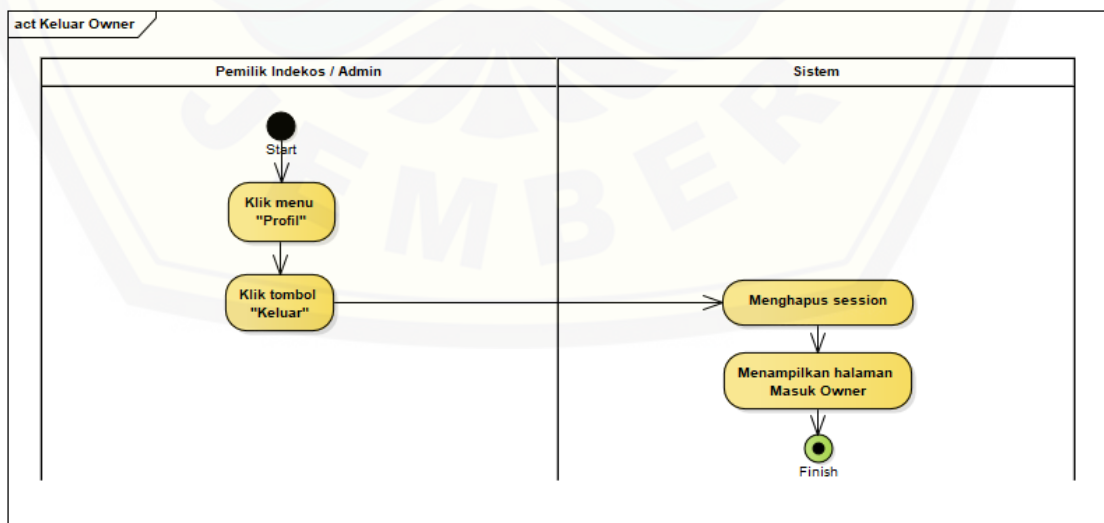 act Keluar Owner
Pemilik Indekos / Admin
Sistem
JEMBER
Start
Klik menu
"Profil"
Klik tombol
"Keluar"
Menghapus session
Menampilkan halaman
Masuk Owner
Finish